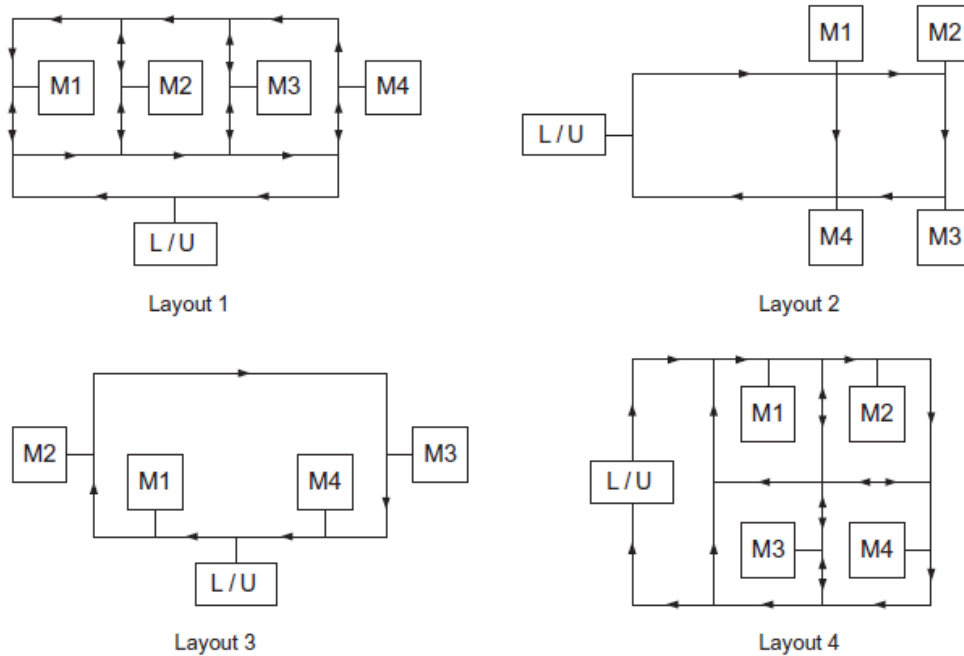 M1 M2 M3 M4
L / U
Layout 1
M1 M2
L / U
M4 M3
Layout 2
M2 M1 M4 M3
L / U
Layout 3
M1 M2
L / U
M3 M4
Layout 4